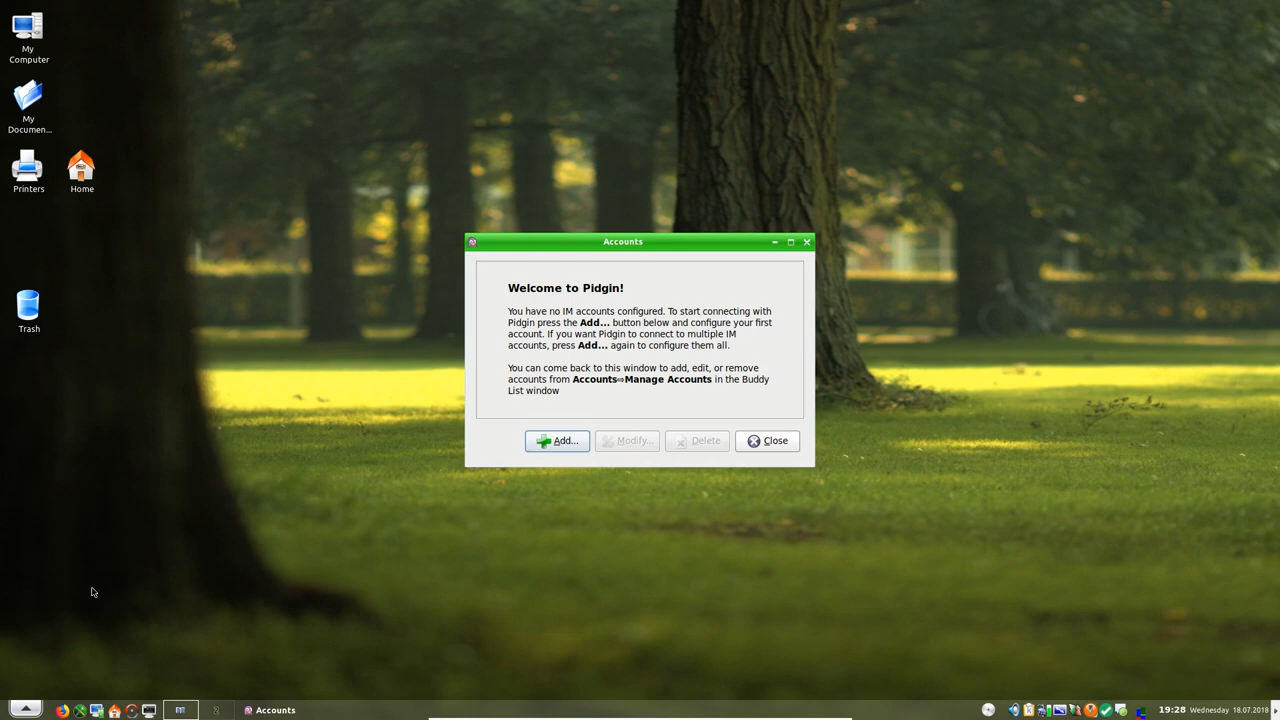 My
Computer
My
Documen...
Printers
Home
Trash
Accounts
Welcome to Pidgin!
You have no IM accounts configured. To start connecting with
Pidgin press the Add... button below and configure your first
account. If you want Pidgin to connect to multiple IM
accounts, press Add... again to configure them all.
You can come back to this window to add, edit, or remove
accounts from Accounts⇨Manage Accounts in the Buddy
List window
Add...
Modify...
Delete
Close
2
Accounts
19:28 Wednesday 18.07.2018